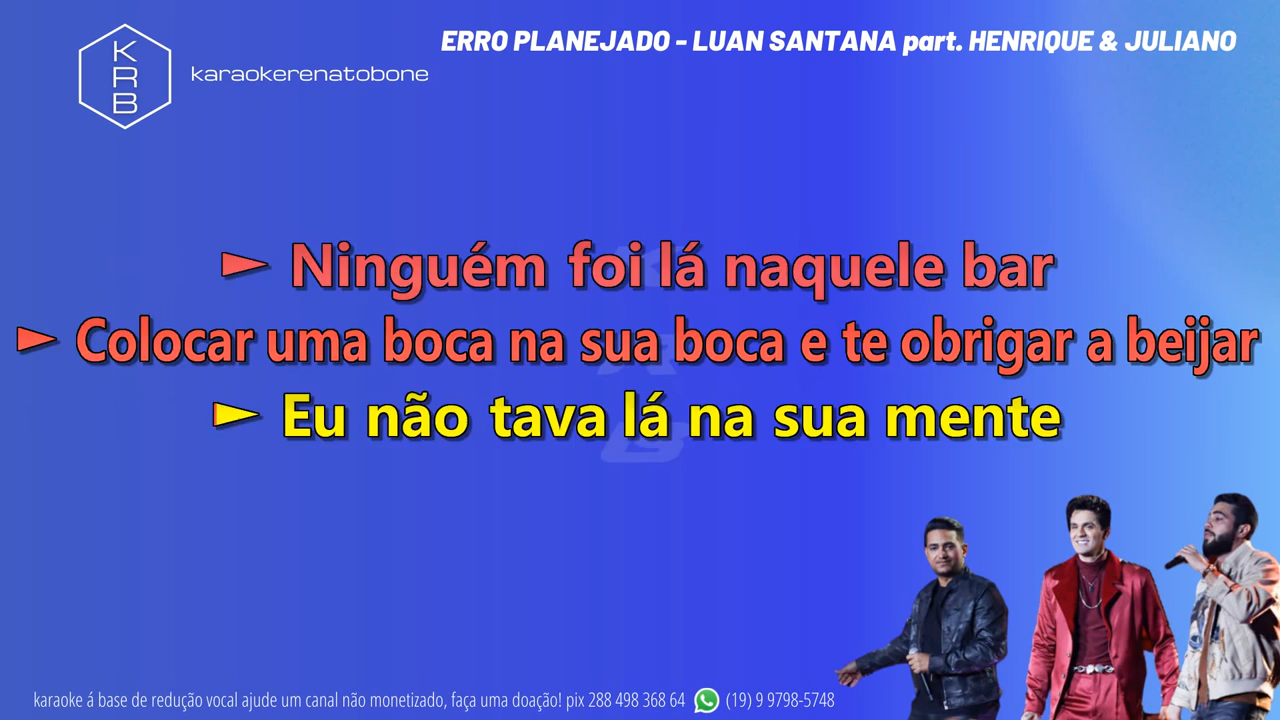 K
R
B
karaokerenatobone
ERRO PLANEJADO - LUAN SANTANA part. HENRIQUE & JULIANO
Ninguém foi lá naquele bar
Colocar uma boca na sua boca e te obrigar a beijar
Eu não tava lá na sua mente
karaoke á base de redução vocal ajude um canal não monetizado, faça uma doação! pix 288 498 368 64 (19) 9 9798-5748